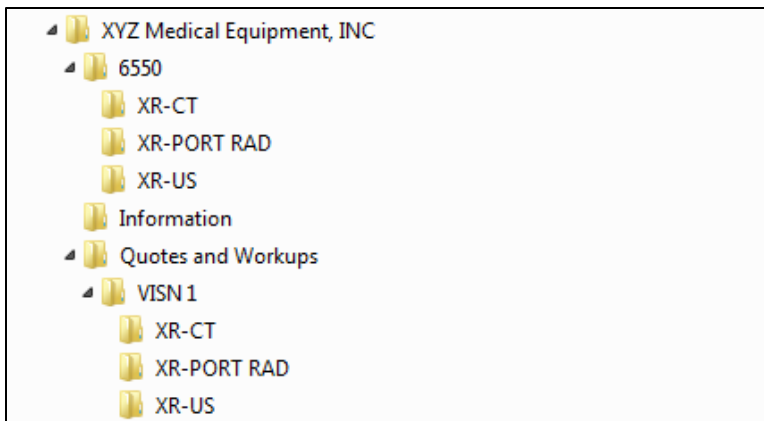 XYZ Medical Equipment, INC
6550
XR-CT
XR-PORT RAD
XR-US
Information
Quotes and Workups
VISN 1
XR-CT
XR-PORT RAD
XR-US